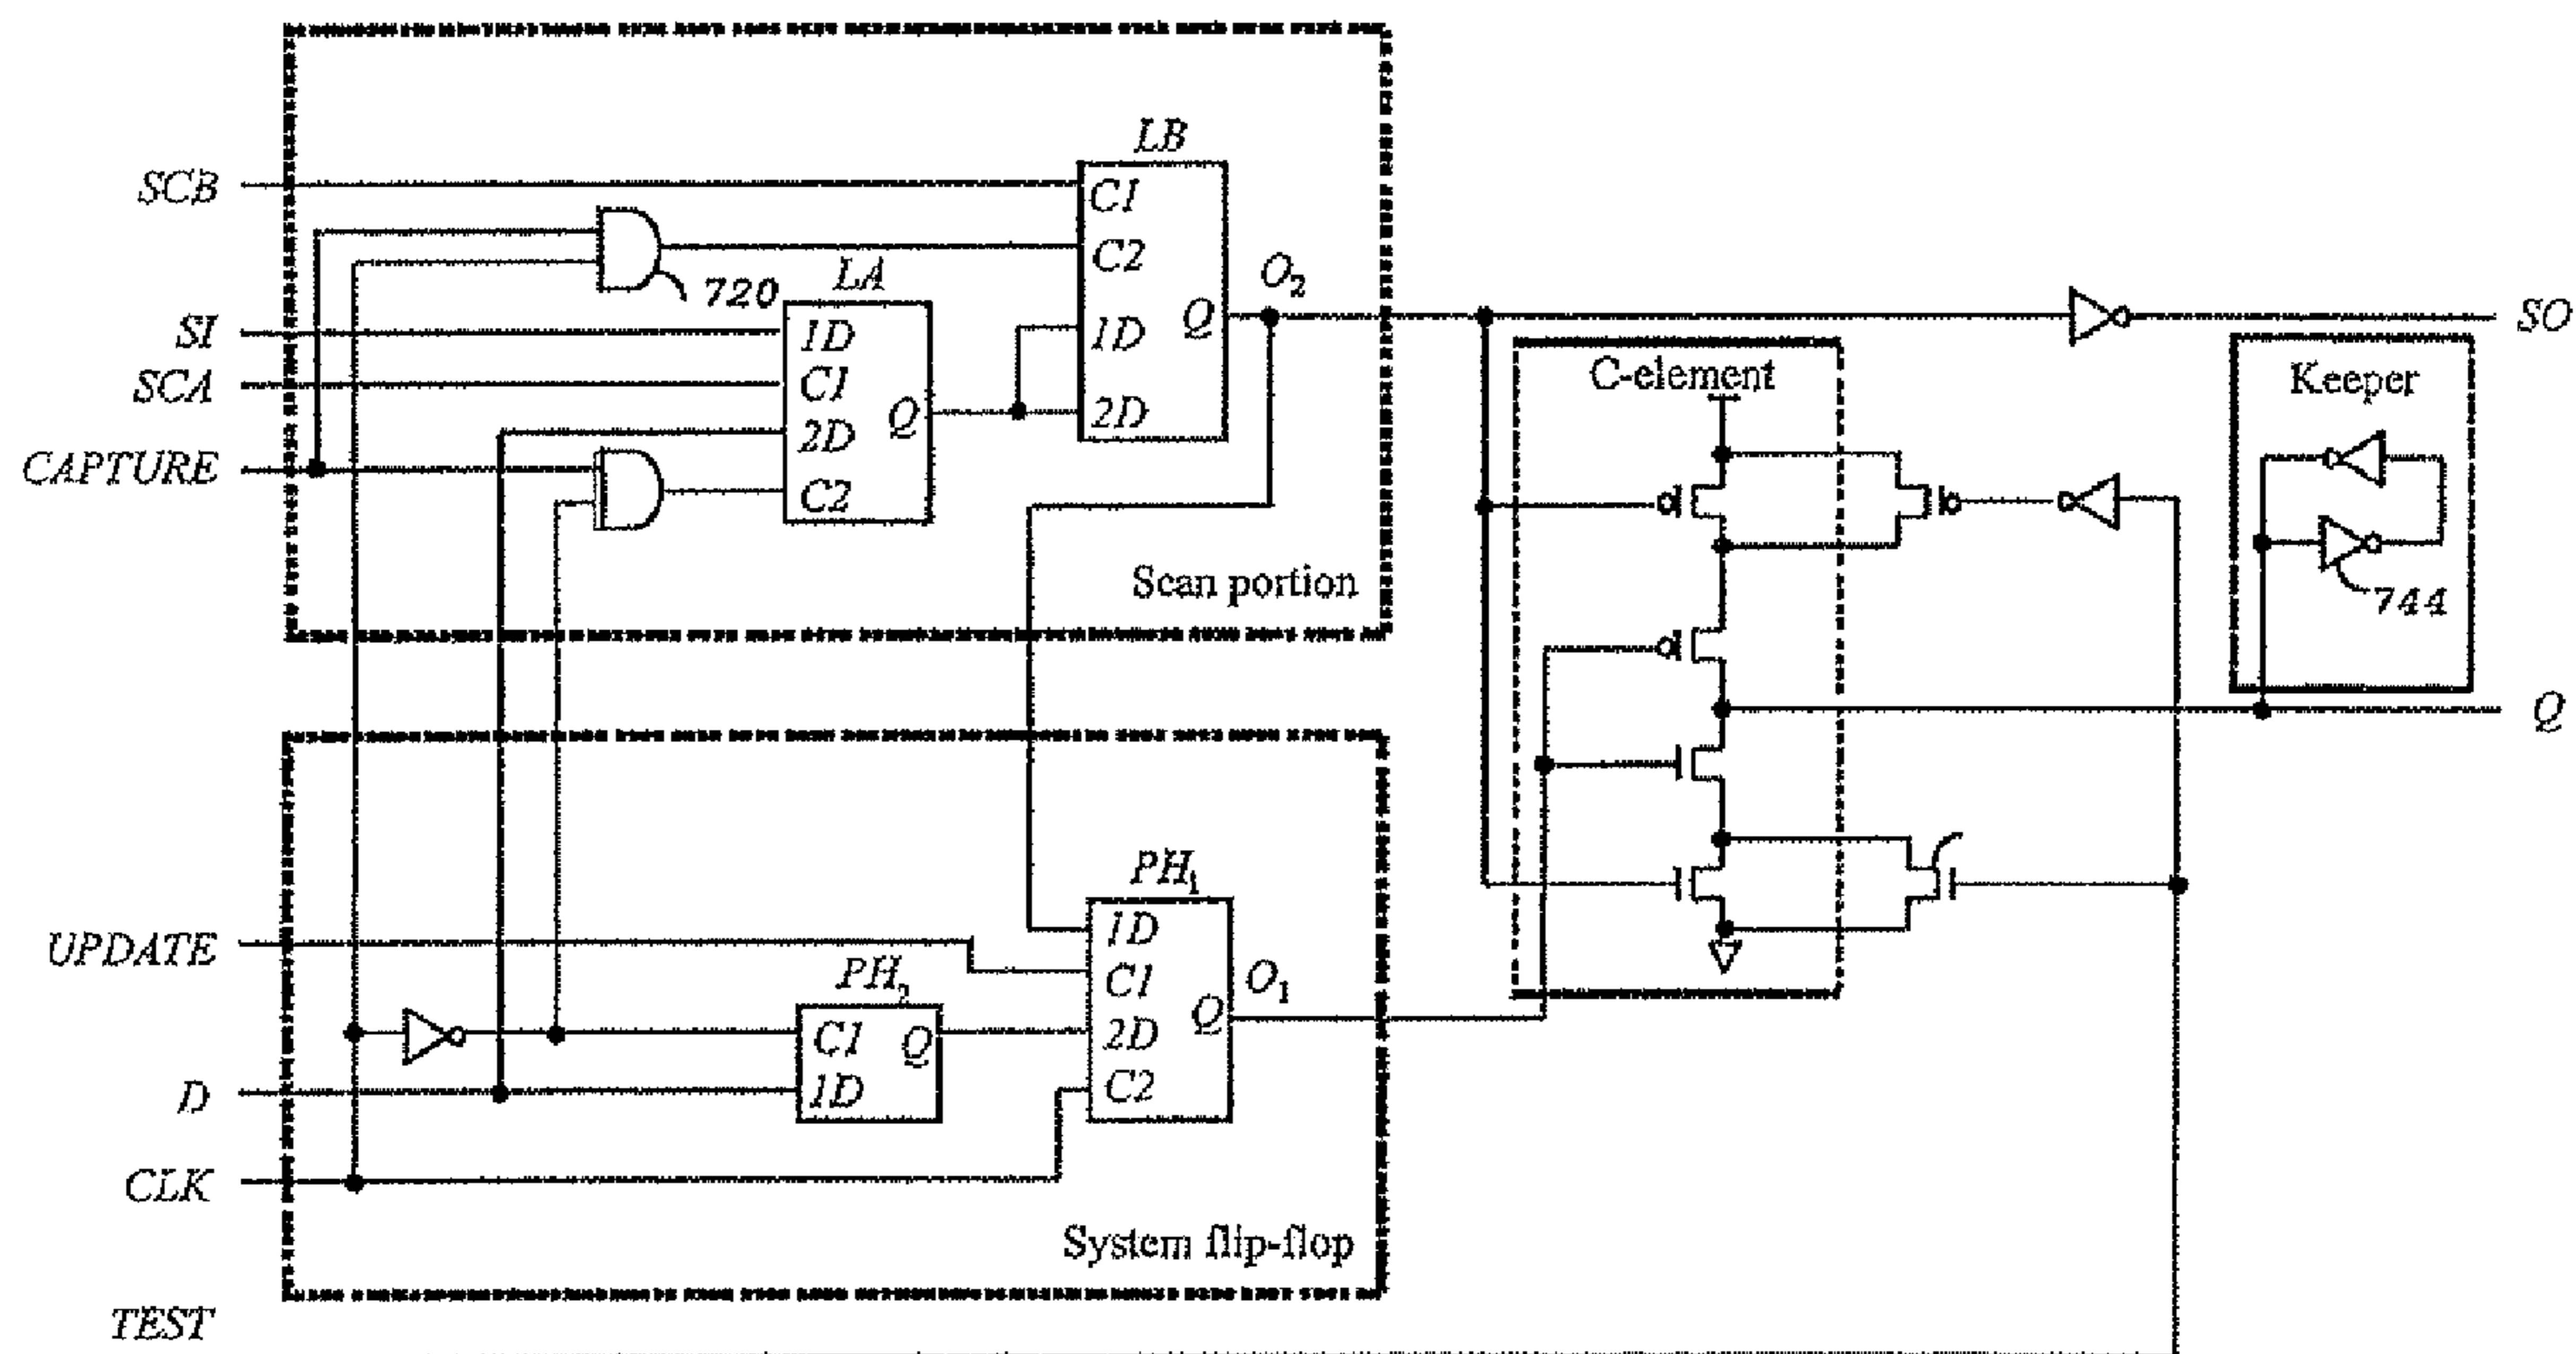 LB
SCB
C1
C2
720
LA
O2
SI
1D
1D
Q
SO
SCA
C1
C-element
Keeper
2D
Q
2D
CAPTURE
C2
Scan portion
744
Q
PH1
1D
UPDATE
C1
PH2
O1
C1
Q
2D
Q
D
1D
C2
CLK
System flip-flop
TEST